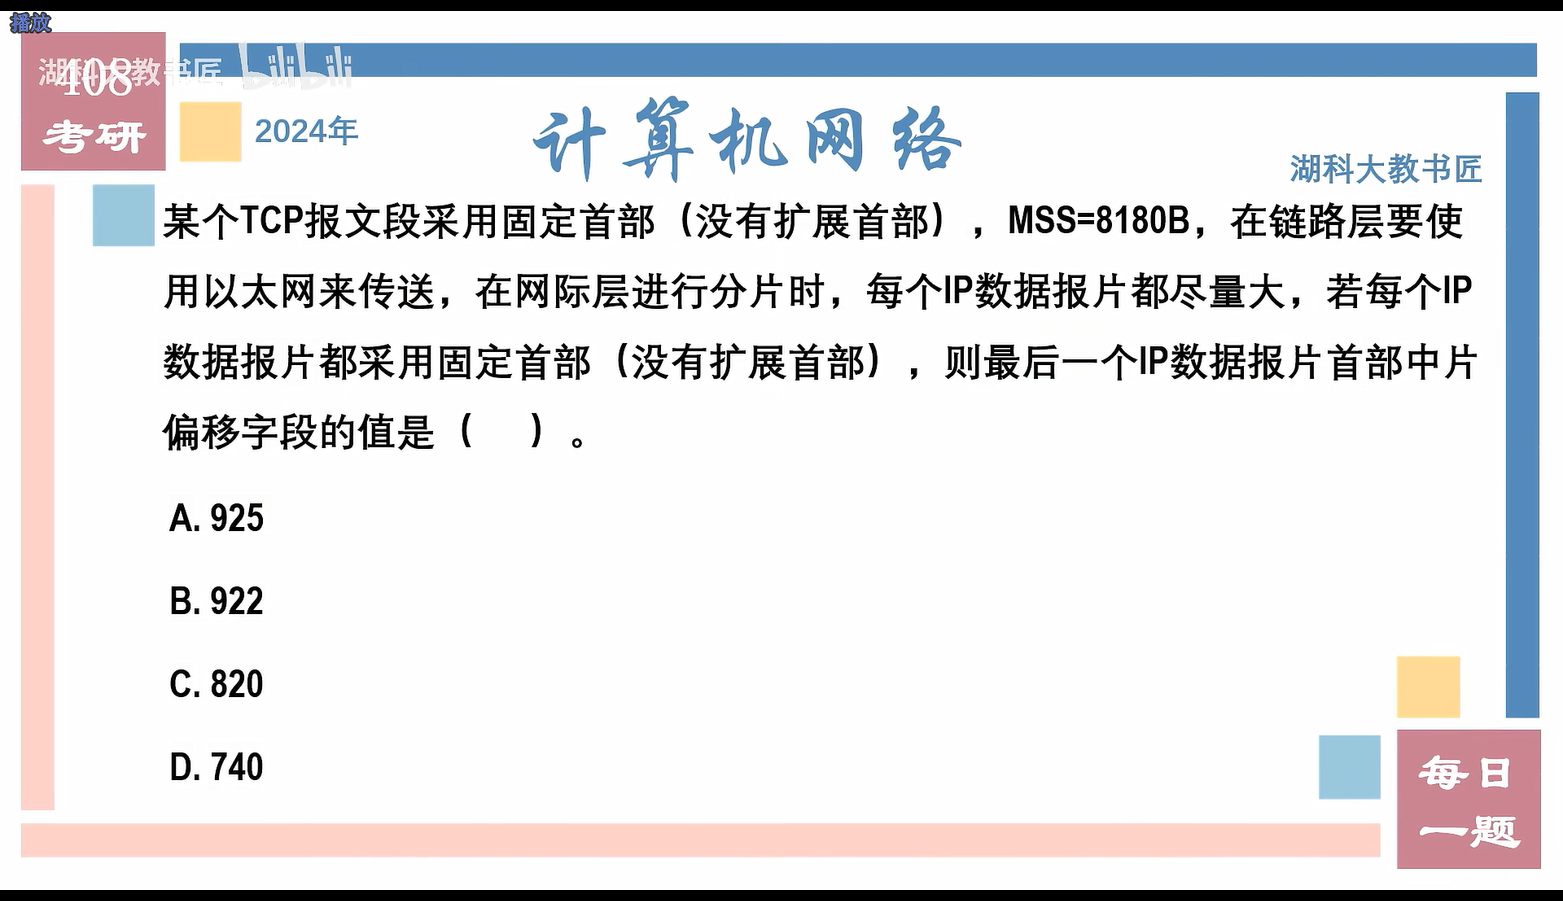 播放
湖科大教书匠 bilibili
408
考研
2024年
计算机网络
湖科大教书匠
某个TCP报文段采用固定首部（没有扩展首部），MSS=8180B，在链路层要使
用以太网来传送，在网际层进行分片时，每个IP数据报片都尽量大，若每个IP
数据报片都采用固定首部（没有扩展首部），则最后一个IP数据报片首部中片
偏移字段的值是（　）。
A. 925
B. 922
C. 820
D. 740
每日
一题